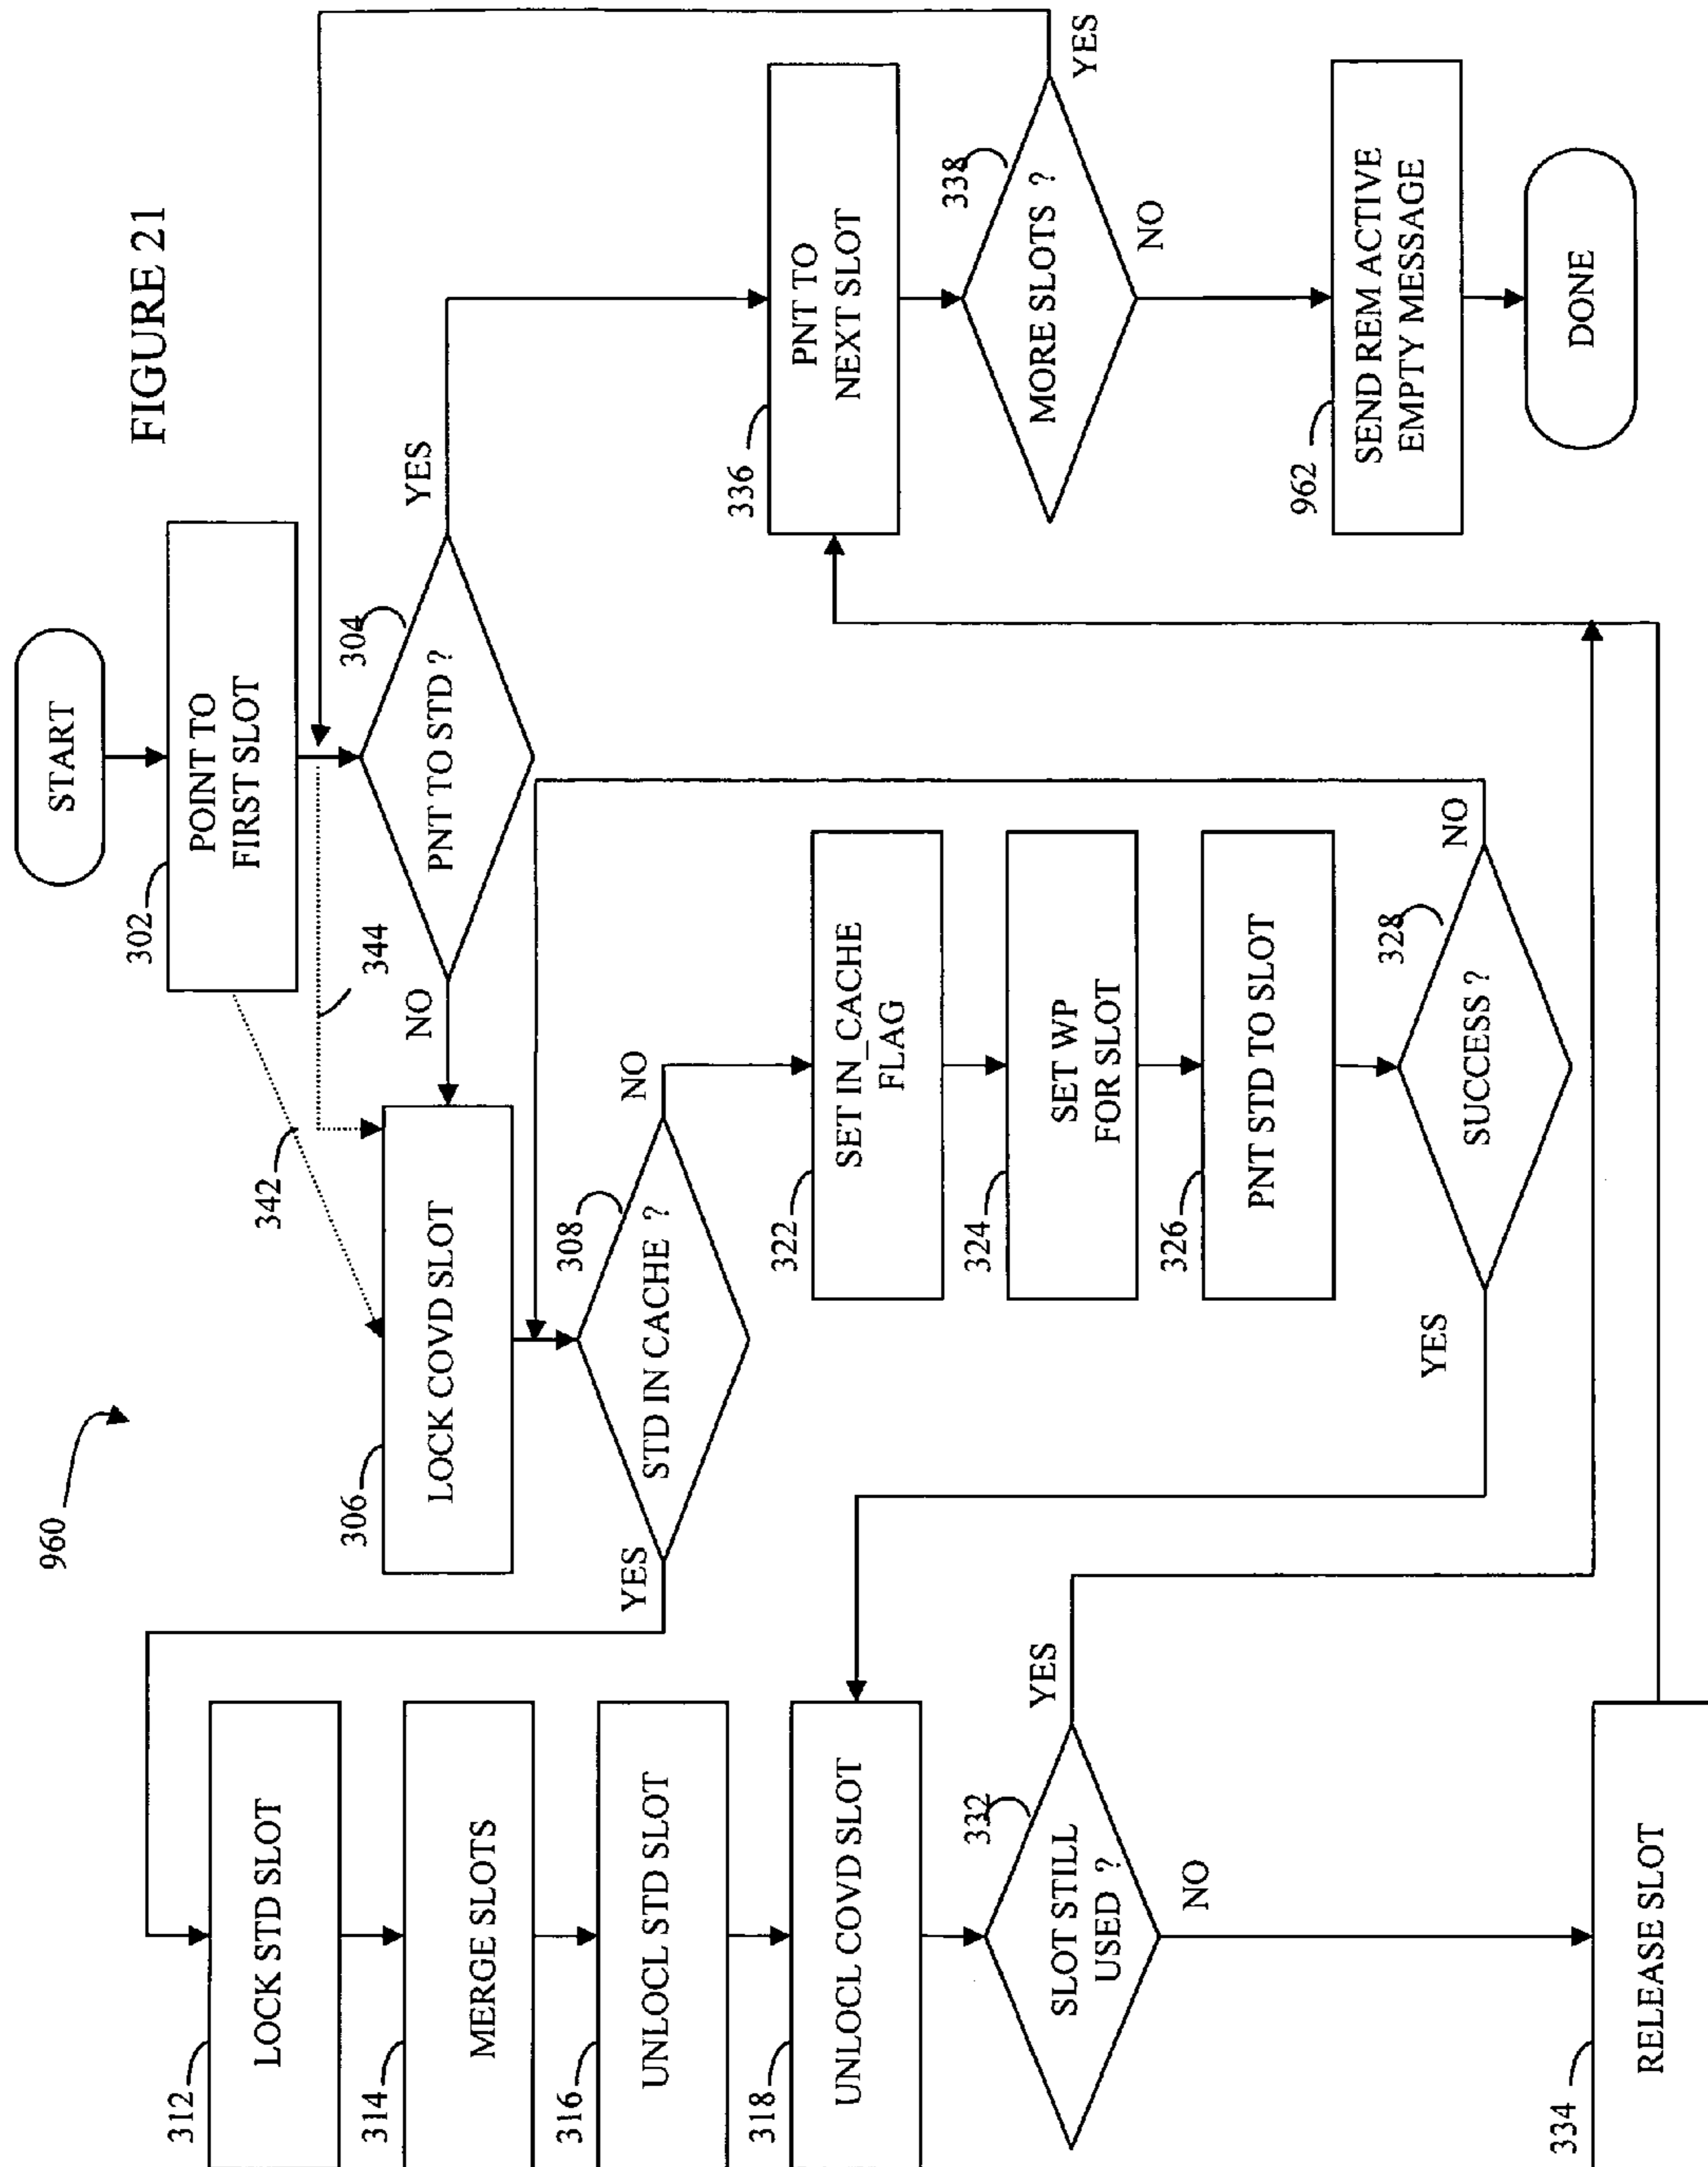 FIGURE 21
960
START
302
POINT TO
FIRST SLOT
342
344
304
PNT TO STD ?
YES
NO
306
LOCK COVD SLOT
308
STD IN CACHE ?
YES
NO
312
LOCK STD SLOT
314
MERGE SLOTS
316
UNLOCL STD SLOT
318
UNLOCL COVD SLOT
322
SET IN_CACHE
FLAG
324
SET WP
FOR SLOT
326
PNT STD TO SLOT
328
SUCCESS ?
YES
NO
332
SLOT STILL
USED ?
YES
NO
334
RELEASE SLOT
336
PNT TO
NEXT SLOT
338
MORE SLOTS ?
YES
NO
962
SEND REM ACTIVE
EMPTY MESSAGE
DONE